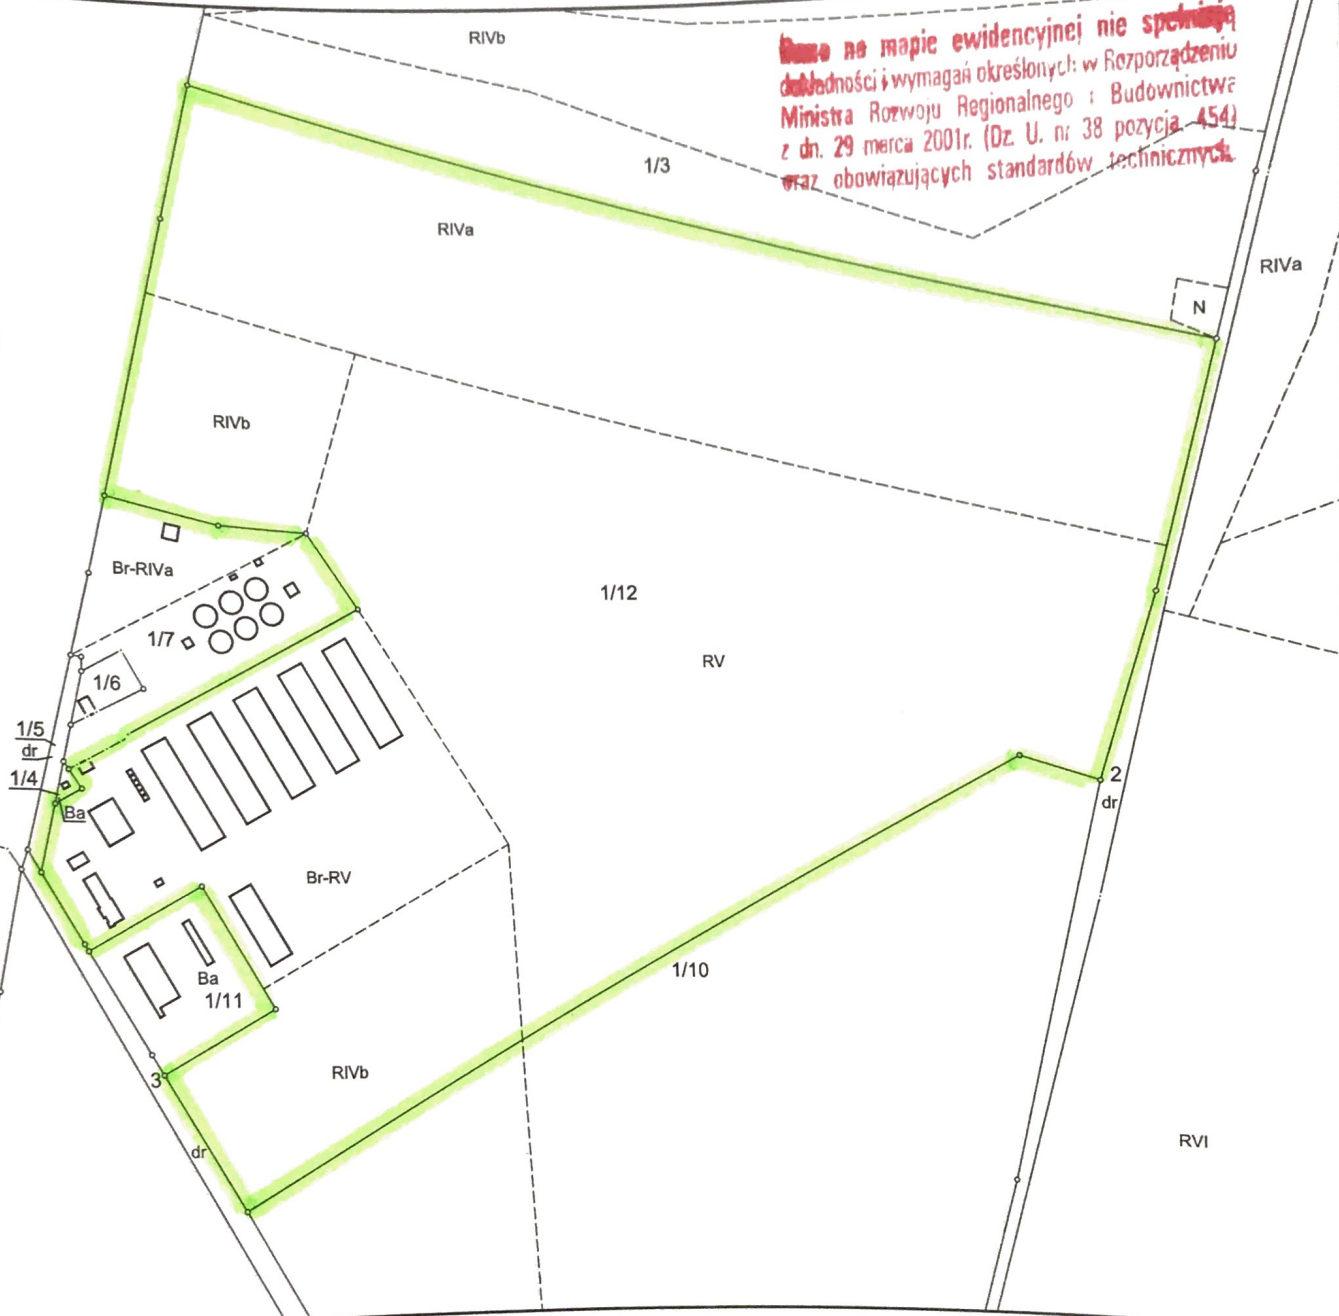 RIVb
Dane na mapie ewidencyjnej nie spełniają
dokładności i wymagań określonych w Rozporządzeniu
Ministra Rozwoju Regionalnego i Budownictwa
z dn. 29 marca 2001r. (Dz. U. nr 38 pozycja 454)
oraz obowiązujących standardów technicznych.
1/3
RIVa
RIVa
N
RIVb
Br-RIVa
1/12
1/7
RV
1/6
1/5
dr
1/4
Ba
2
dr
Br-RV
Ba
1/11
1/10
RIVb
3
dr
RVI